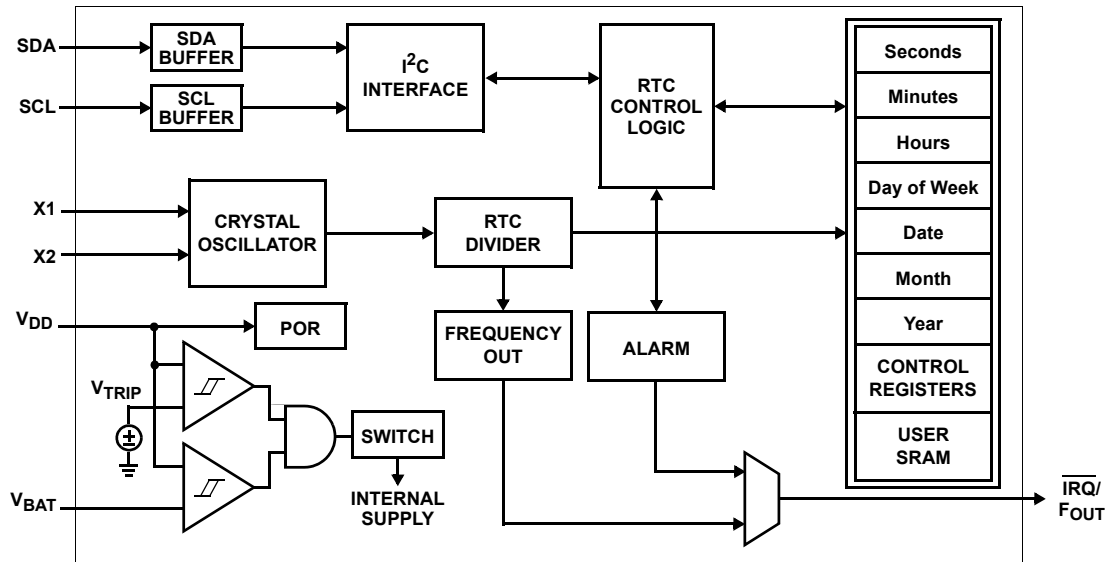 SDA
SDA
BUFFER
SCL
SCL
BUFFER
I²C
INTERFACE
RTC
CONTROL
LOGIC
Seconds
Minutes
Hours
Day of Week
Date
Month
Year
CONTROL
REGISTERS
USER
SRAM
X1
X2
CRYSTAL
OSCILLATOR
RTC
DIVIDER
VDD
POR
FREQUENCY
OUT
ALARM
VTRIP
±
SWITCH
INTERNAL
SUPPLY
VBAT
IRQ/
FOUT